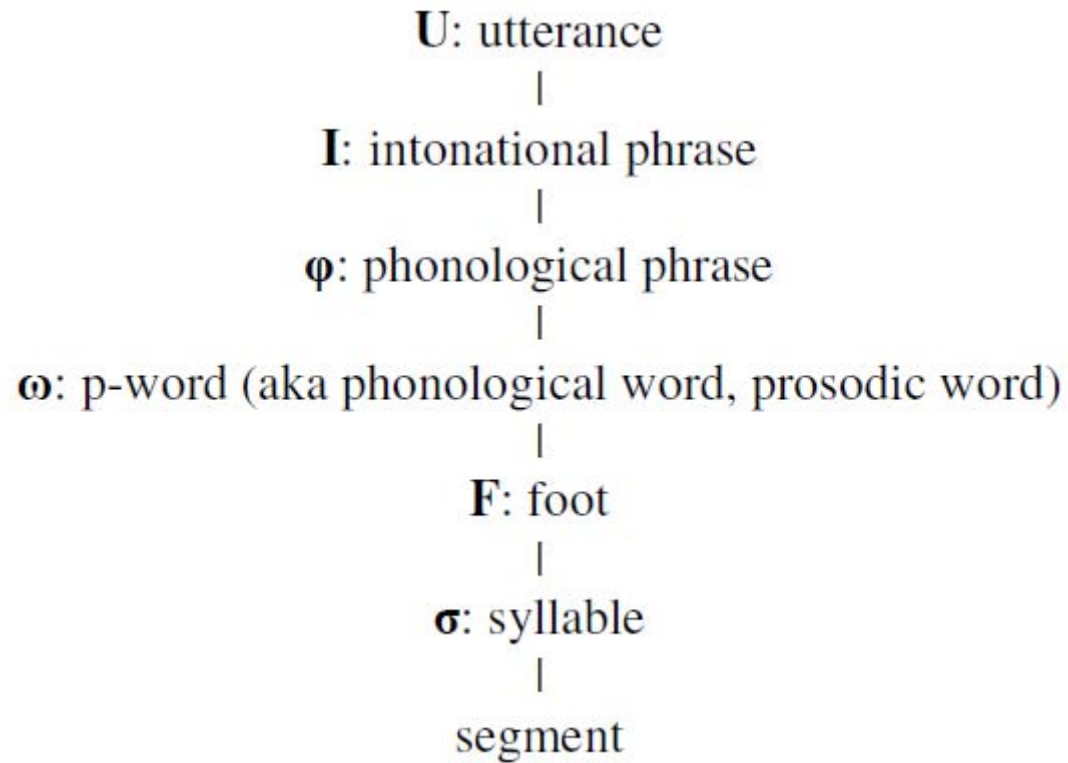 U: utterance
I: intonational phrase
φ: phonological phrase
ω: p-word (aka phonological word, prosodic word)
F: foot
σ: syllable
segment